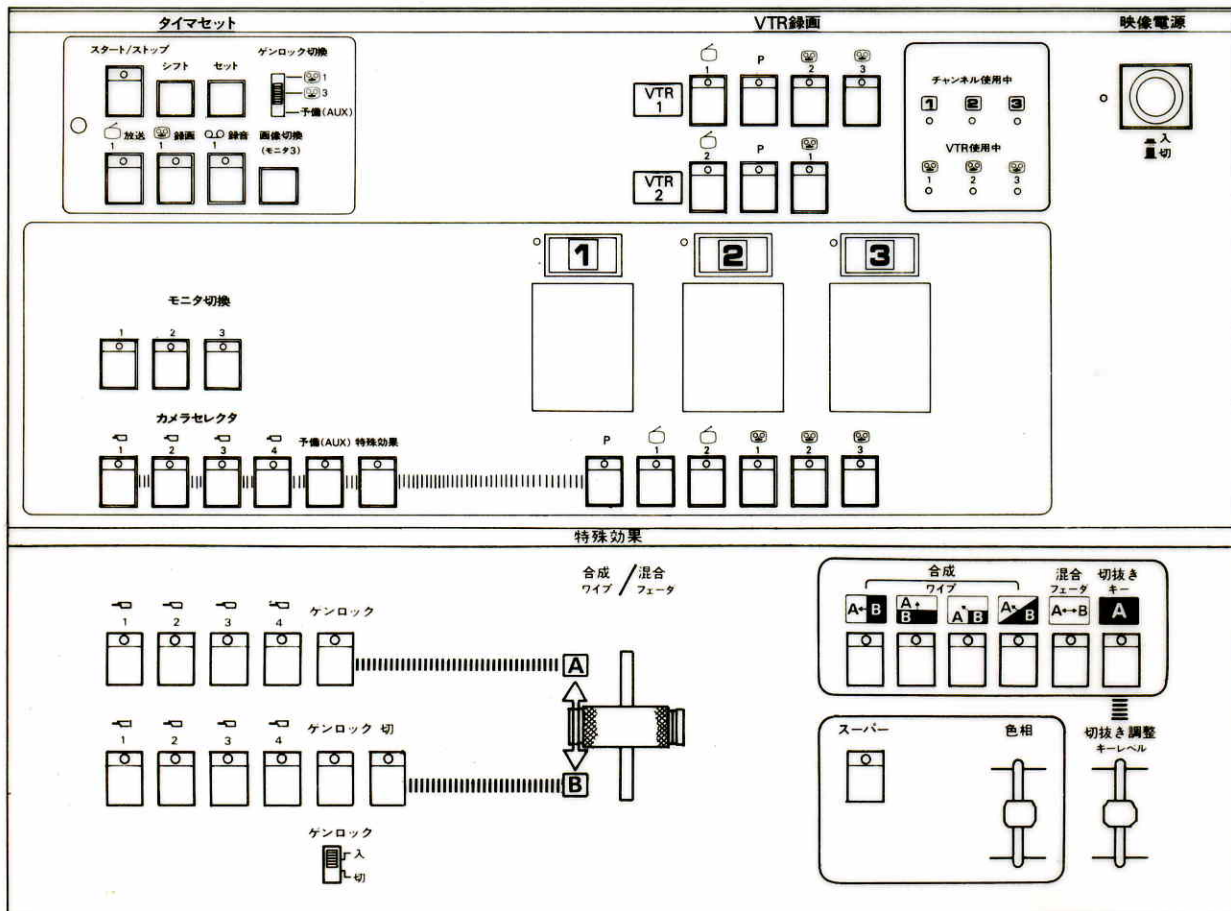 タイマセット
VTR録画
映像電源
スタート/ストップ
シフト
セット
ゲンロック切換
1
3
予備(AUX)
放送
1
録画
1
録音
1
画像切換
(モニタ3)
VTR
1
1
P
2
3
VTR
2
2
P
1
チャンネル使用中
1 2 3
VTR使用中
1 2 3
入
切
1 2 3
モニタ切換
1 2 3
カメラセレクタ
1 2 3 4 予備(AUX) 特殊効果
P 1 2 1 2 3
特殊効果
合成/混合
ワイプ フェーダ
1 2 3 4 ゲンロック
A
1 2 3 4 ゲンロック 切
B
ゲンロック
入
切
合成
ワイプ
混合
フェーダ
切抜き
キー
A←B
A↑B
A↖B
A↖B
A↔B
A
スーパー
色相
切抜き調整
キーレベル